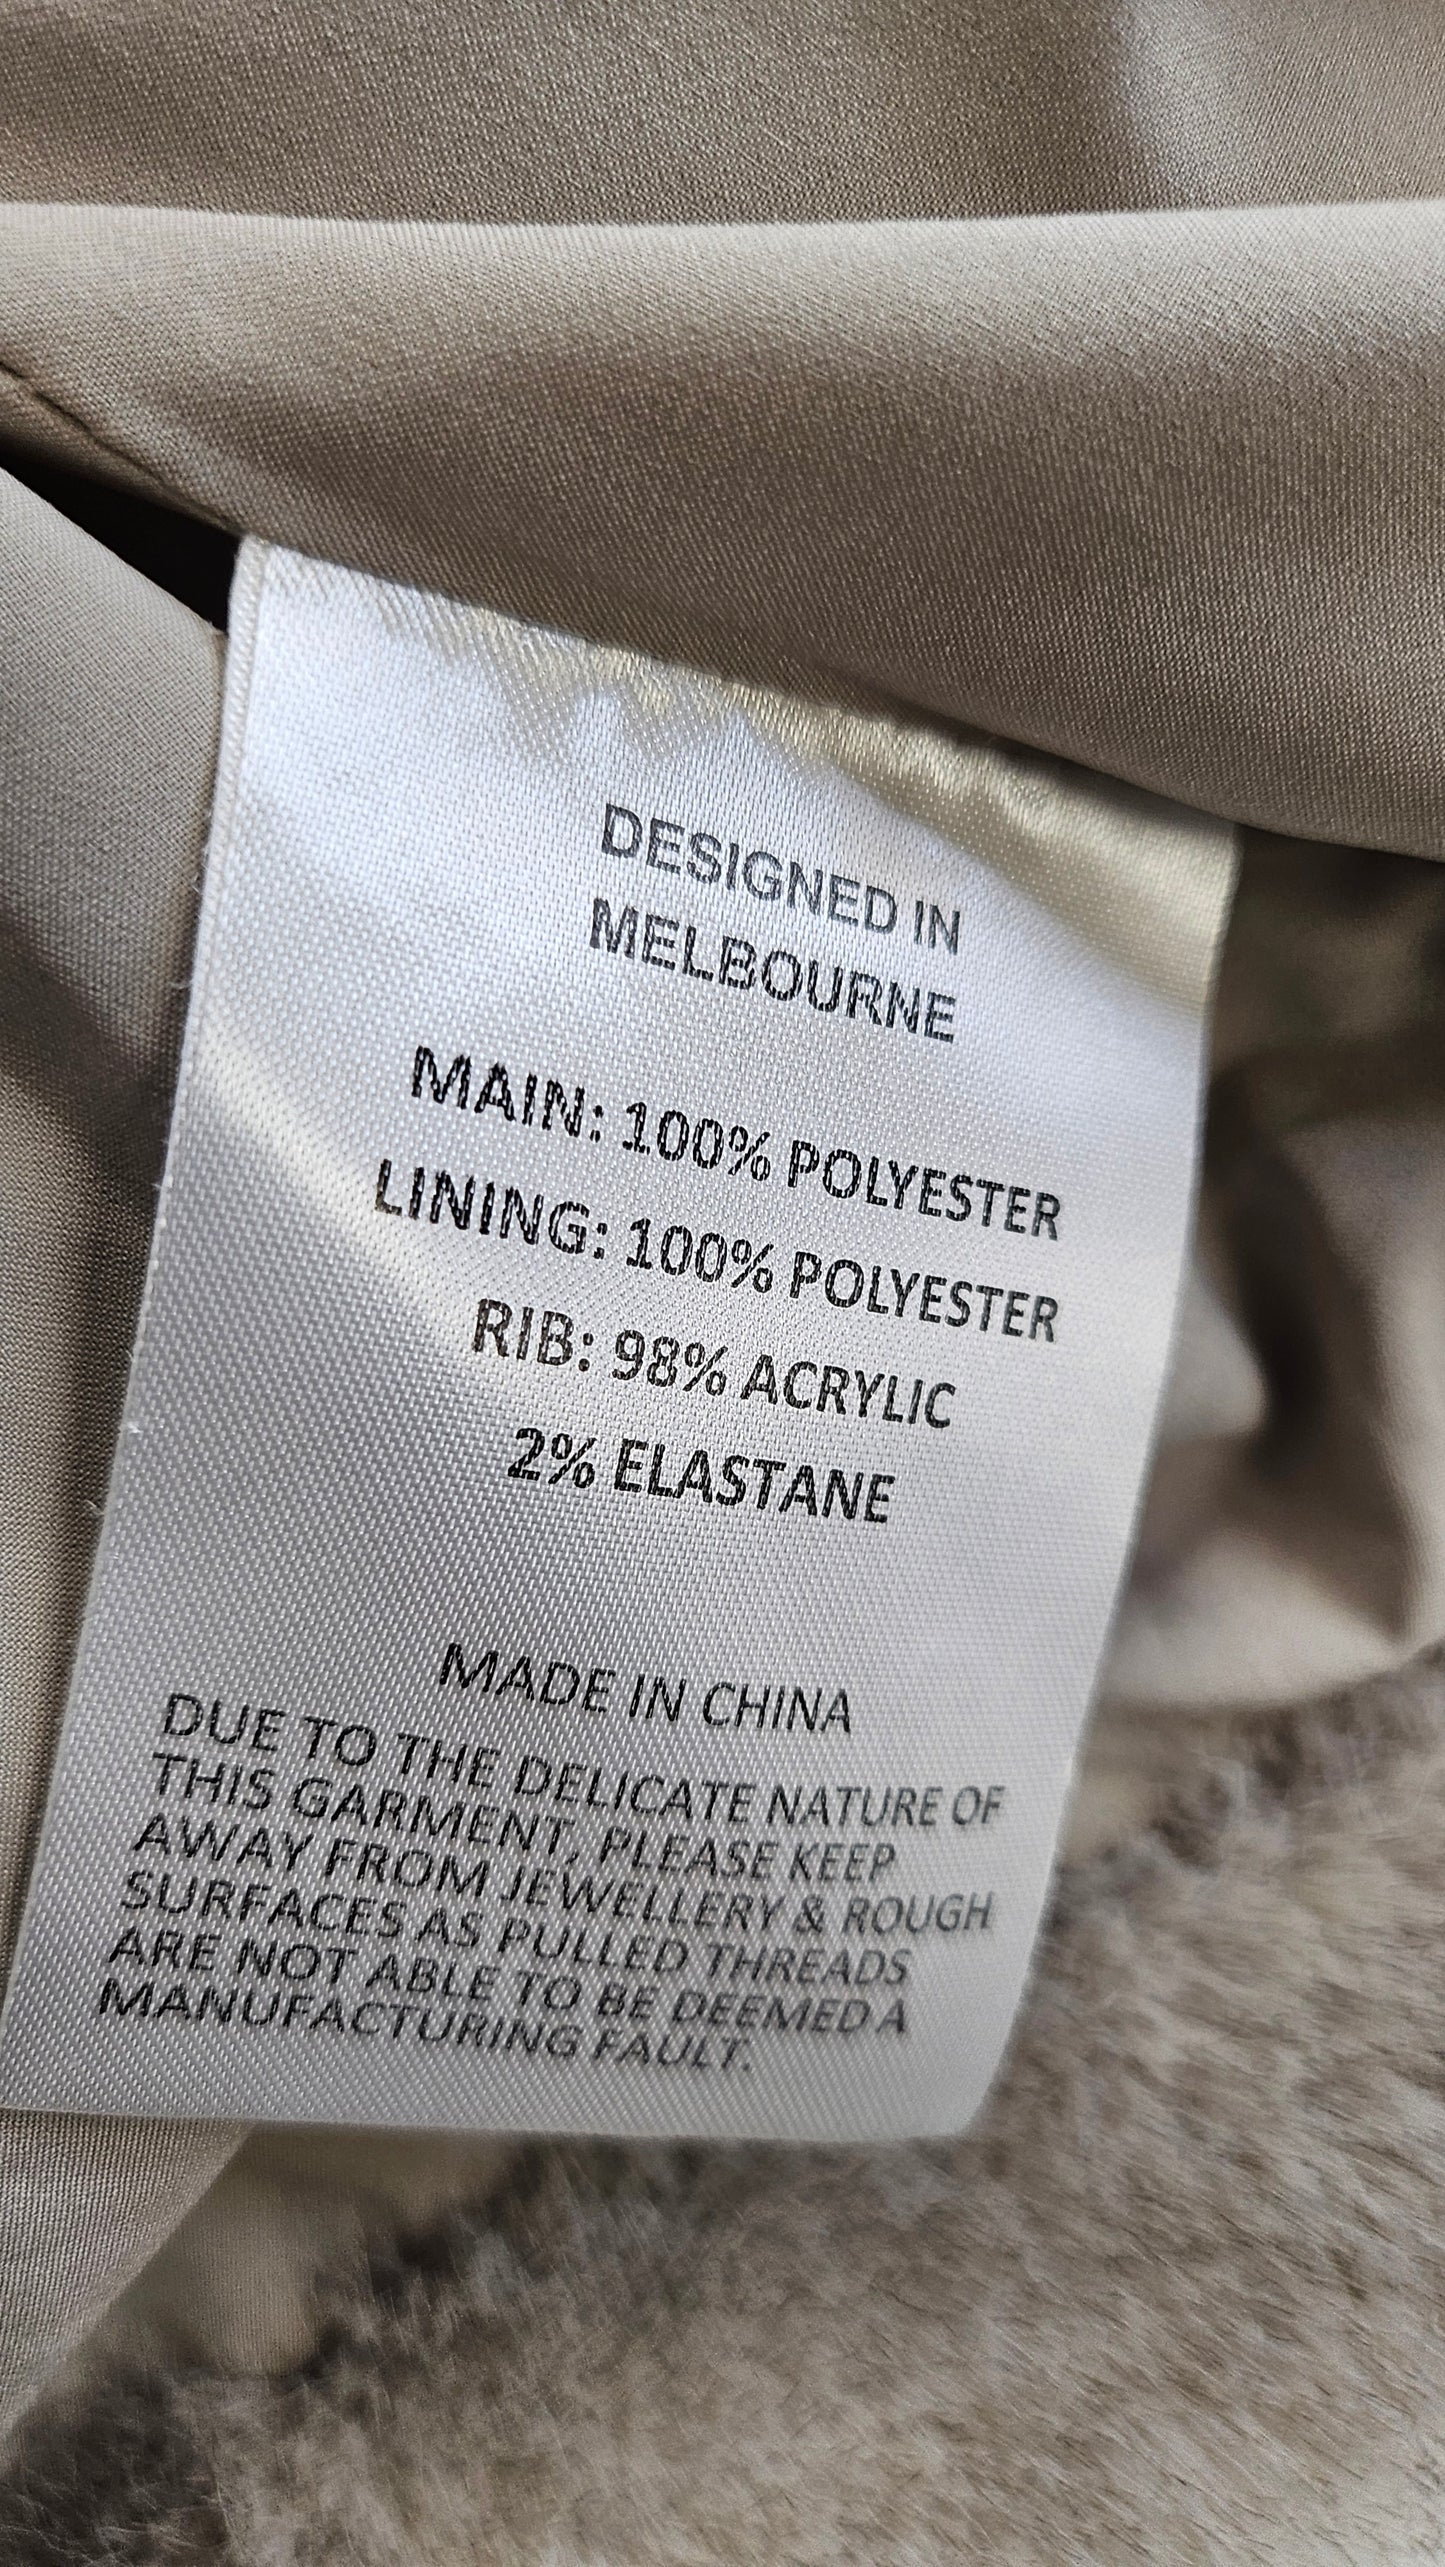 DESIGNED IN
MELBOURNE
MAIN: 100% POLYESTER
LINING: 100% POLYESTER
RIB: 98% ACRYLIC
2% ELASTANE
MADE IN CHINA
DUE TO THE DELICATE NATURE OF
THIS GARMENT, PLEASE KEEP
AWAY FROM JEWELLERY & ROUGH
SURFACES AS PULLED THREADS
ARE NOT ABLE TO BE DEEMED A
MANUFACTURING FAULT.